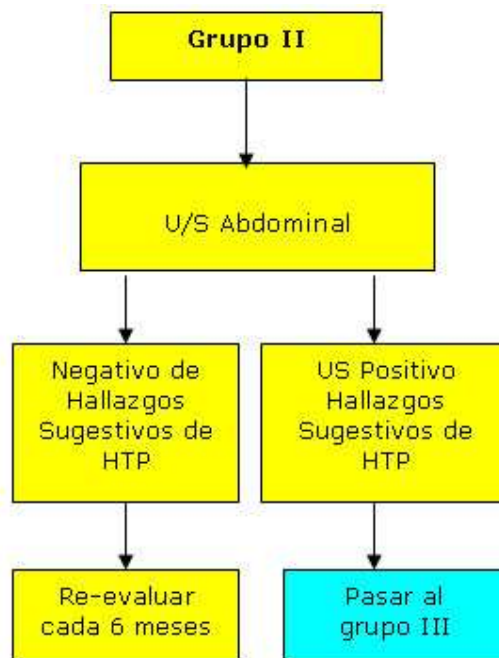 Grupo II
U/S Abdominal
Negativo de
Hallazgos
Sugestivos de
HTP
US Positivo
Hallazgos
Sugestivos de
HTP
Re-evaluar
cada 6 meses
Pasar al
grupo III